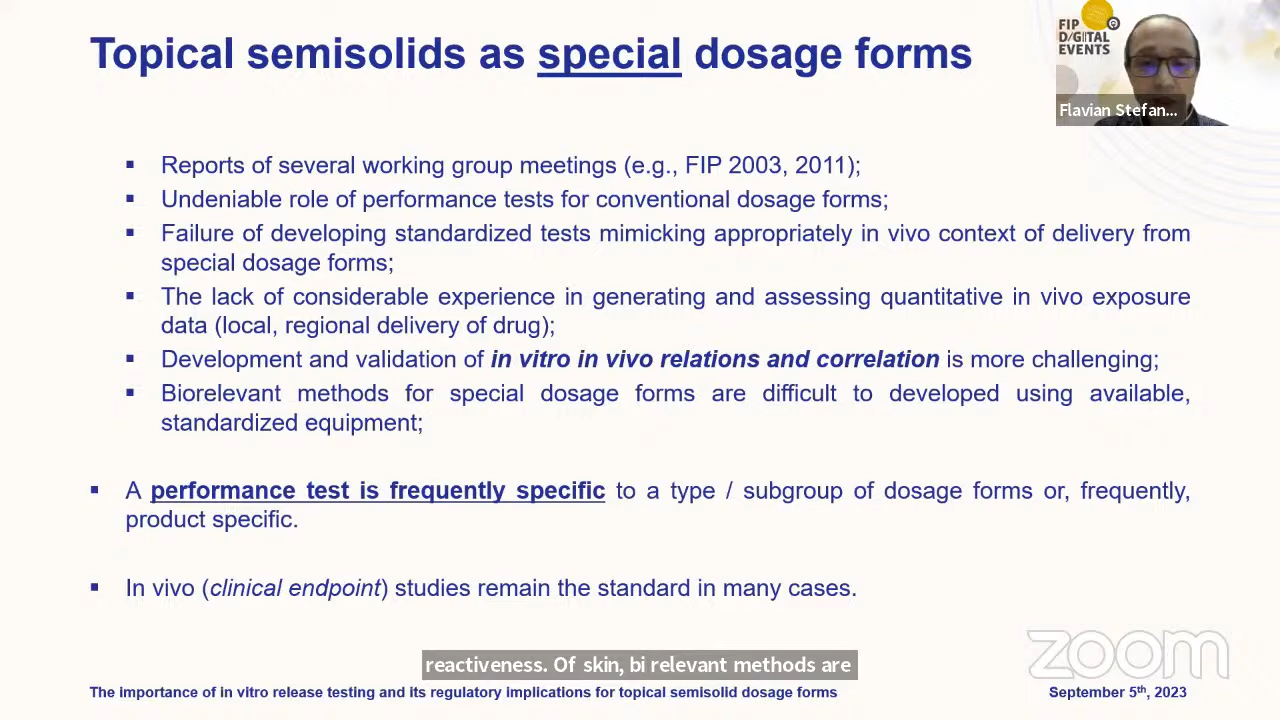 Topical semisolids as special dosage forms
FIP
DIGITAL
EVENTS
Flavian Stefan...
▪ Reports of several working group meetings (e.g., FIP 2003, 2011);
▪ Undeniable role of performance tests for conventional dosage forms;
▪ Failure of developing standardized tests mimicking appropriately in vivo context of delivery from
special dosage forms;
▪ The lack of considerable experience in generating and assessing quantitative in vivo exposure
data (local, regional delivery of drug);
▪ Development and validation of in vitro in vivo relations and correlation is more challenging;
▪ Biorelevant methods for special dosage forms are difficult to developed using available,
standardized equipment;
▪ A performance test is frequently specific to a type / subgroup of dosage forms or, frequently,
product specific.
▪ In vivo (clinical endpoint) studies remain the standard in many cases.
zoom
reactiveness. Of skin, bi relevant methods are
The importance of in vitro release testing and its regulatory implications for topical semisolid dosage forms
September 5th, 2023